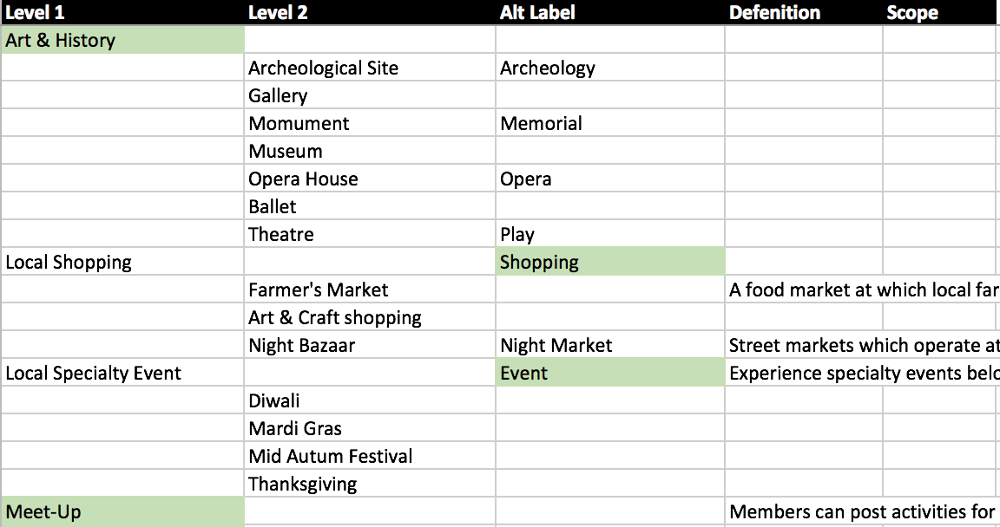 Level 1 Level 2 Alt Label Defenition Scope
Art & History
Archeological Site Archeology
Gallery
Momument Memorial
Museum
Opera House Opera
Ballet
Theatre Play
Local Shopping Shopping
Farmer's Market A food market at which local far
Art & Craft shopping
Night Bazaar Night Market Street markets which operate at
Local Specialty Event Event Experience specialty events belo
Diwali
Mardi Gras
Mid Autum Festival
Thanksgiving
Meet-Up Members can post activities for